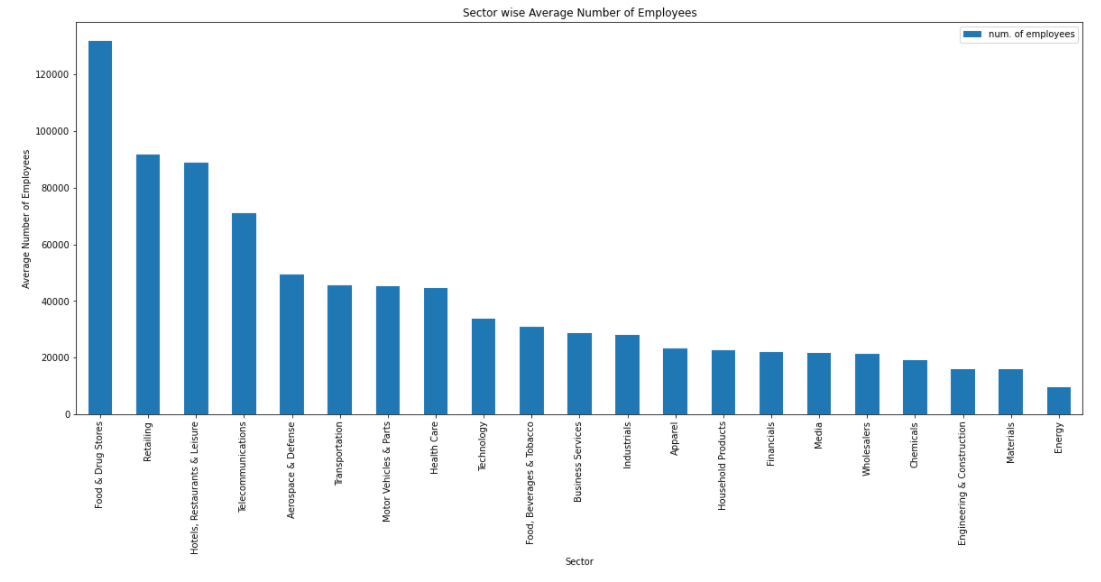 Sector wise Average Number of Employees
num. of employees
Average Number of Employees
120000
100000
80000
60000
40000
20000
0
Food & Drug Stores
Retailing
Hotels, Restaurants & Leisure
Telecommunications
Aerospace & Defense
Transportation
Motor Vehicles & Parts
Health Care
Technology
Food, Beverages & Tobacco
Business Services
Industrials
Apparel
Household Products
Financials
Media
Wholesalers
Chemicals
Engineering & Construction
Materials
Energy
Sector